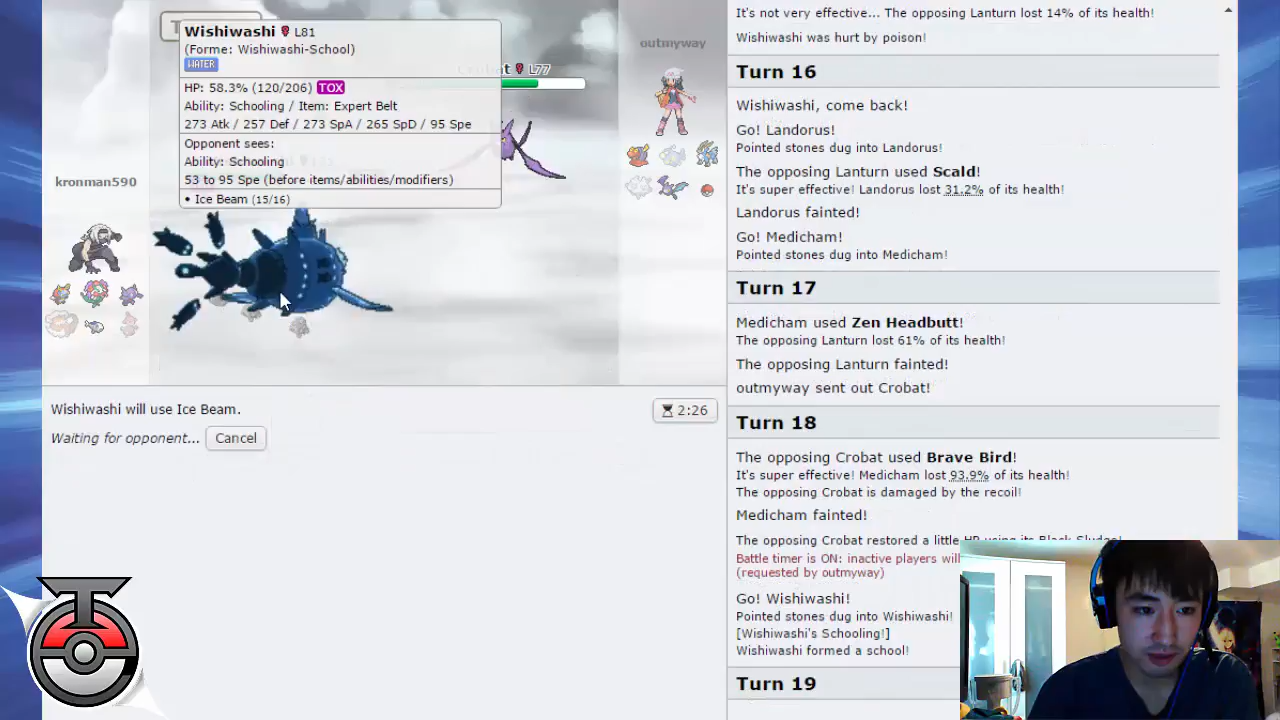 Wishiwashi L81
(Forme: Wishiwashi-School)
WATER
HP: 58.3% (120/206) TOX
Ability: Schooling / Item: Expert Belt
273 Atk / 257 Def / 273 SpA / 265 SpD / 95 Spe
Opponent sees:
Ability: Schooling
53 to 95 Spe (before items/abilities/modifiers)
• Ice Beam (15/16)
L77
outmyway
kronman590
Wishiwashi will use Ice Beam.
2:26
Waiting for opponent... Cancel
It's not very effective... The opposing Lanturn lost 14% of its health!
Wishiwashi was hurt by poison!
Turn 16
Wishiwashi, come back!
Go! Landorus!
Pointed stones dug into Landorus!
The opposing Lanturn used Scald!
It's super effective! Landorus lost 31.2% of its health!
Landorus fainted!
Go! Medicham!
Pointed stones dug into Medicham!
Turn 17
Medicham used Zen Headbutt!
The opposing Lanturn lost 61% of its health!
The opposing Lanturn fainted!
outmyway sent out Crobat!
Turn 18
The opposing Crobat used Brave Bird!
It's super effective! Medicham lost 93.9% of its health!
The opposing Crobat is damaged by the recoil!
Medicham fainted!
The opposing Crobat restored a little HP using its Black Sludge!
Battle timer is ON: inactive players wil
(requested by outmyway)
Go! Wishiwashi!
Pointed stones dug into Wishiwashi!
[Wishiwashi's Schooling!]
Wishiwashi formed a school!
Turn 19